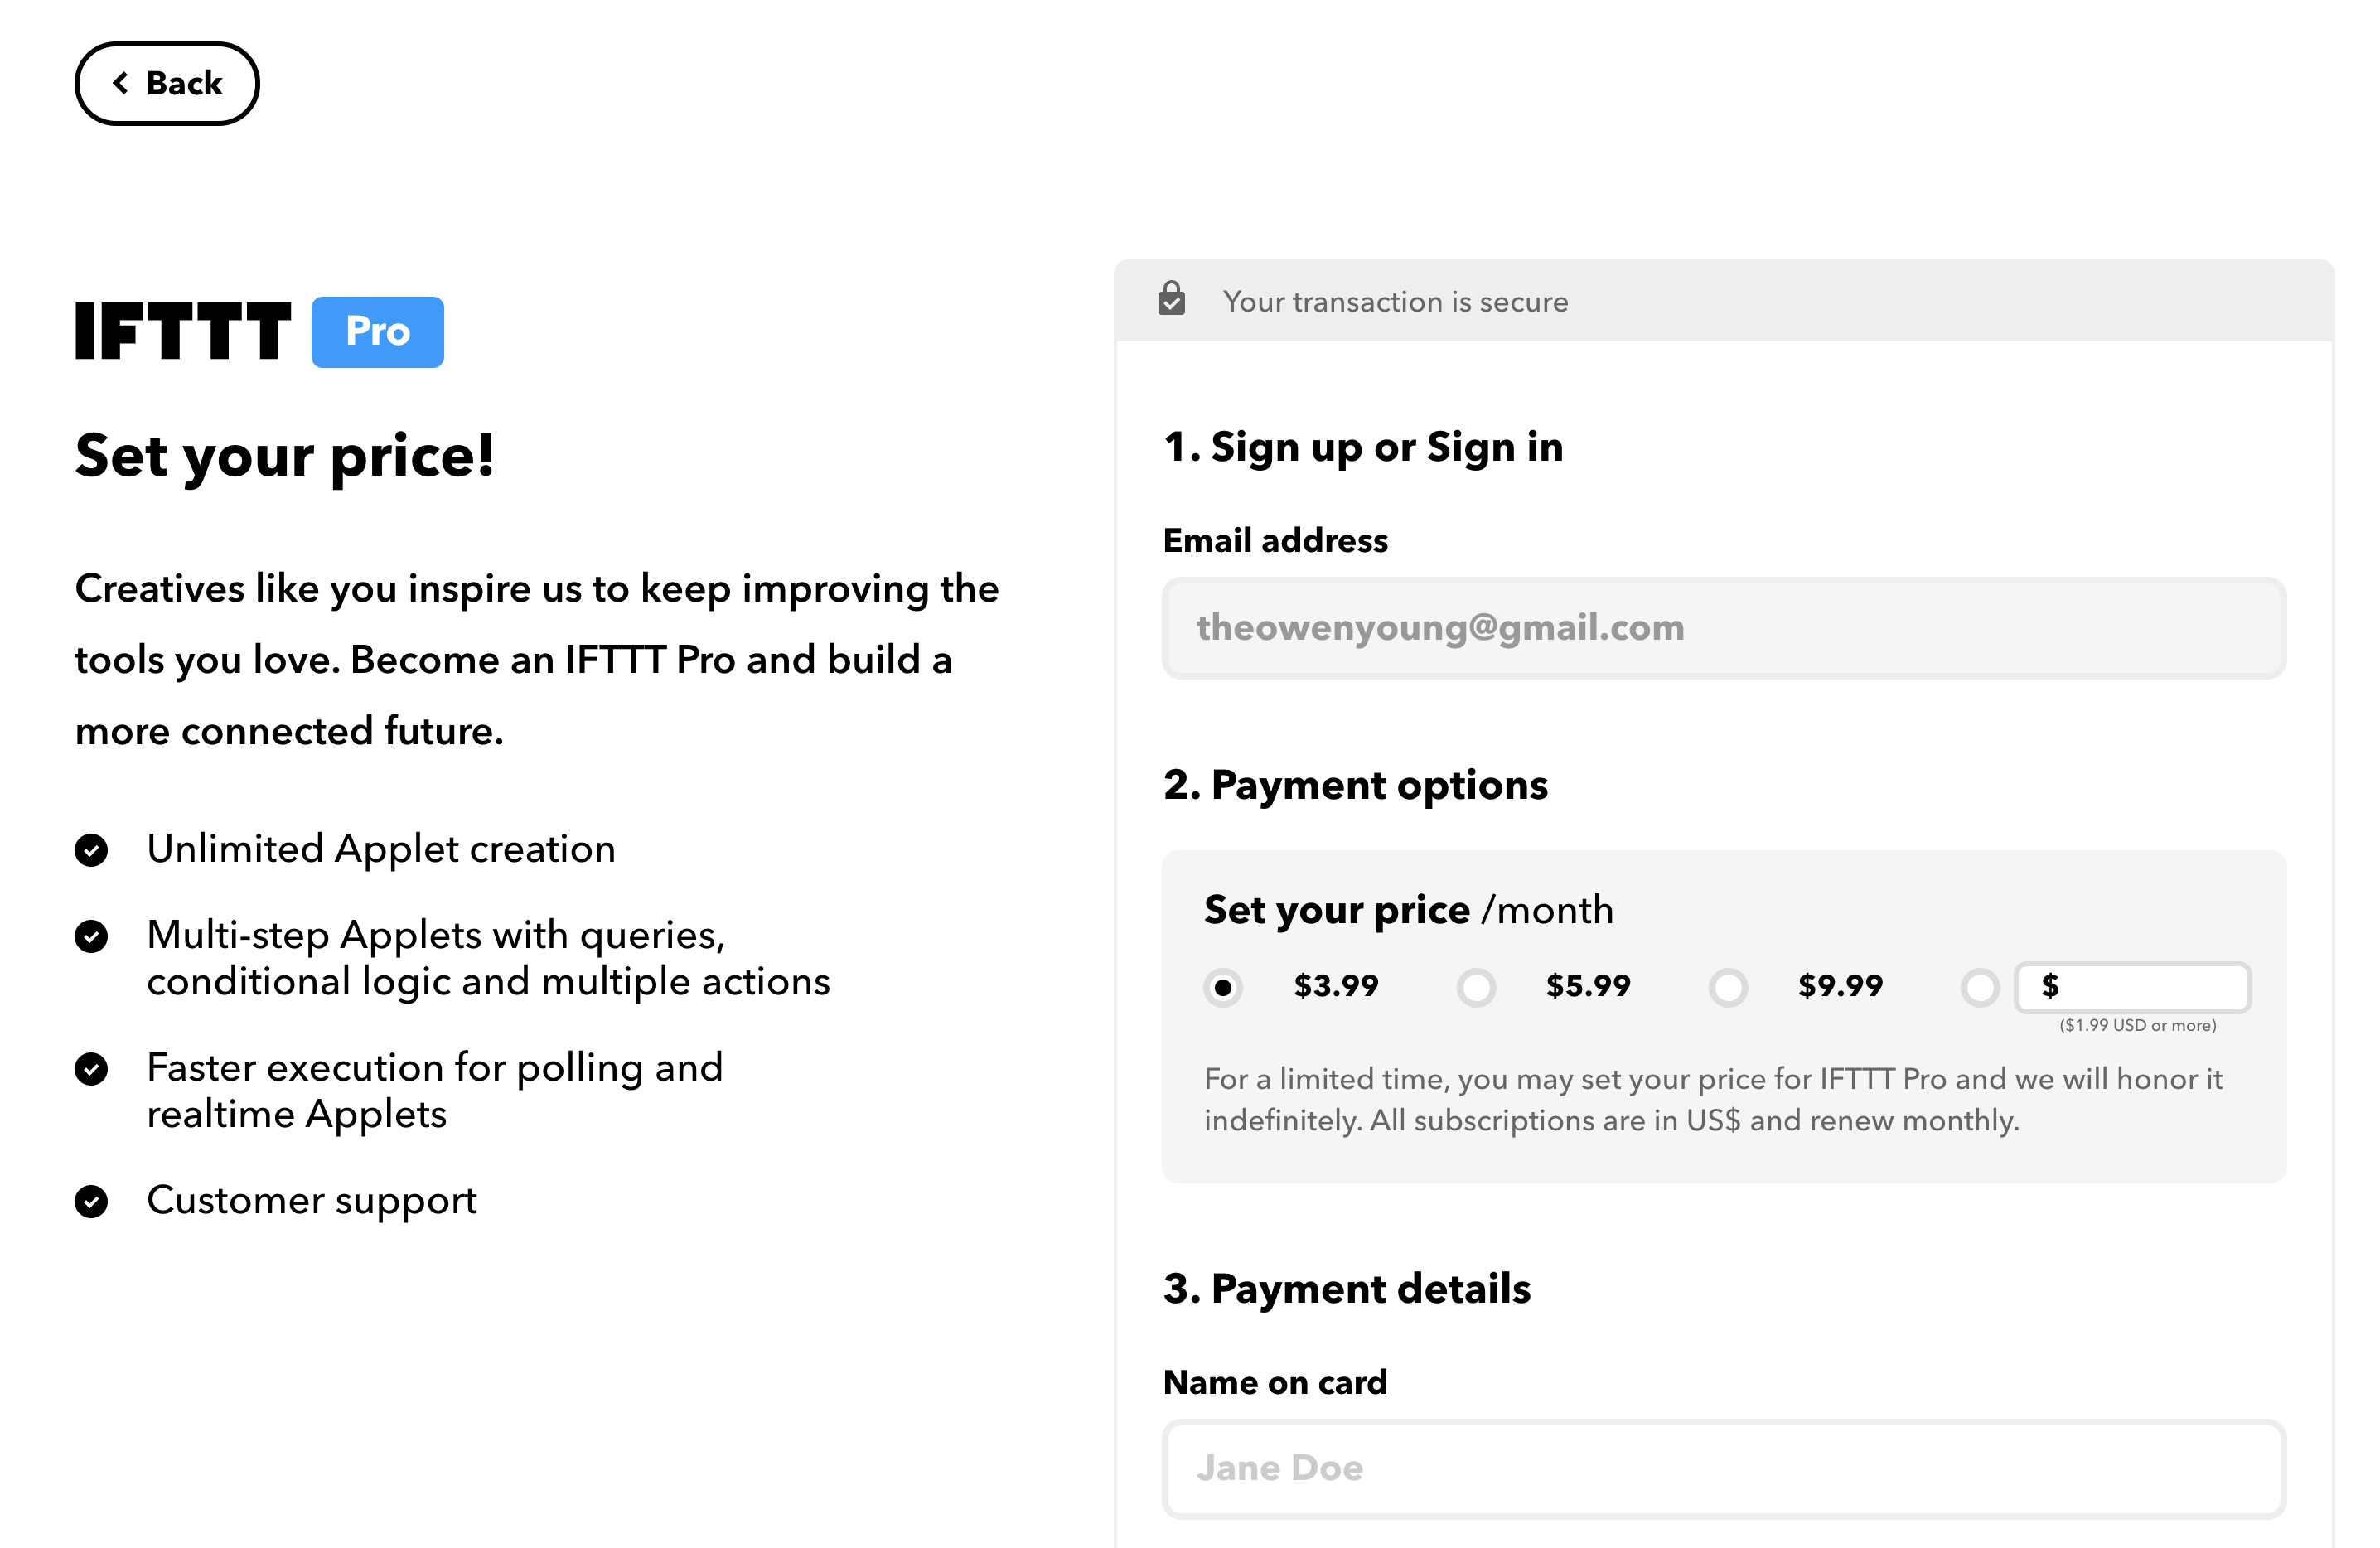 Back
IFTTT Pro
Set your price!
Creatives like you inspire us to keep improving the
tools you love. Become an IFTTT Pro and build a
more connected future.
Unlimited Applet creation
Multi-step Applets with queries,
conditional logic and multiple actions
Faster execution for polling and
realtime Applets
Customer support
Your transaction is secure
1. Sign up or Sign in
Email address
theowenyoung@gmail.com
2. Payment options
Set your price /month
$3.99 $5.99 $9.99 $
($1.99 USD or more)
For a limited time, you may set your price for IFTTT Pro and we will honor it
indefinitely. All subscriptions are in US$ and renew monthly.
3. Payment details
Name on card
Jane Doe